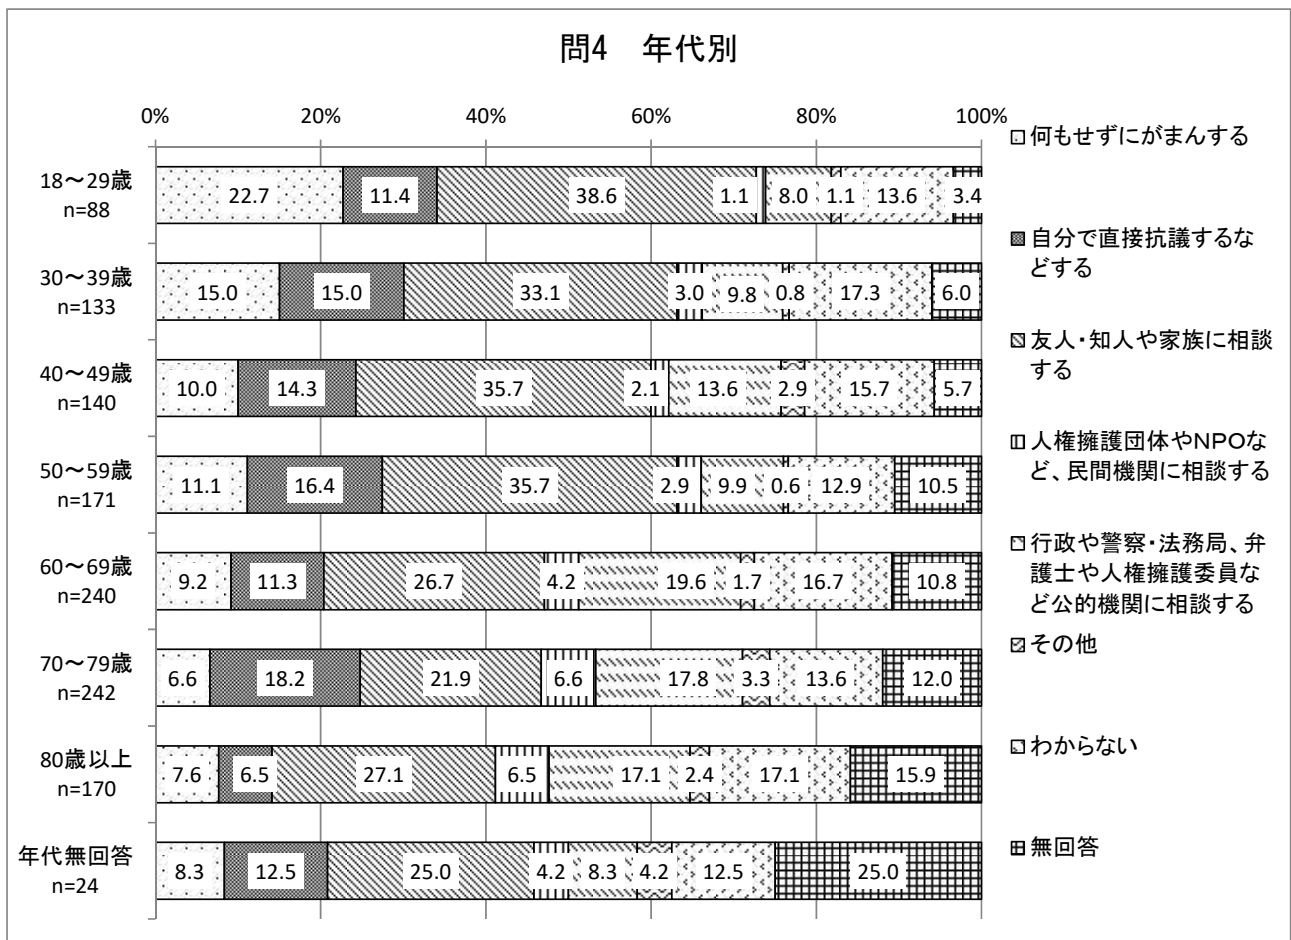 問4　年代別
0% 20% 40% 60% 80% 100%
18～29歳
n=88
22.7 11.4 38.6 1.1 8.0 1.1 13.6 3.4
30～39歳
n=133
15.0 15.0 33.1 3.0 9.8 0.8 17.3 6.0
40～49歳
n=140
10.0 14.3 35.7 2.1 13.6 2.9 15.7 5.7
50～59歳
n=171
11.1 16.4 35.7 2.9 9.9 0.6 12.9 10.5
60～69歳
n=240
9.2 11.3 26.7 4.2 19.6 1.7 16.7 10.8
70～79歳
n=242
6.6 18.2 21.9 6.6 17.8 3.3 13.6 12.0
80歳以上
n=170
7.6 6.5 27.1 6.5 17.1 2.4 17.1 15.9
年代無回答
n=24
8.3 12.5 25.0 4.2 8.3 4.2 12.5 25.0
何もせずにがまんする
自分で直接抗議するな
どする
友人・知人や家族に相談
する
人権擁護団体やNPOな
ど、民間機関に相談する
行政や警察・法務局、弁
護士や人権擁護委員な
ど公的機関に相談する
その他
わからない
無回答